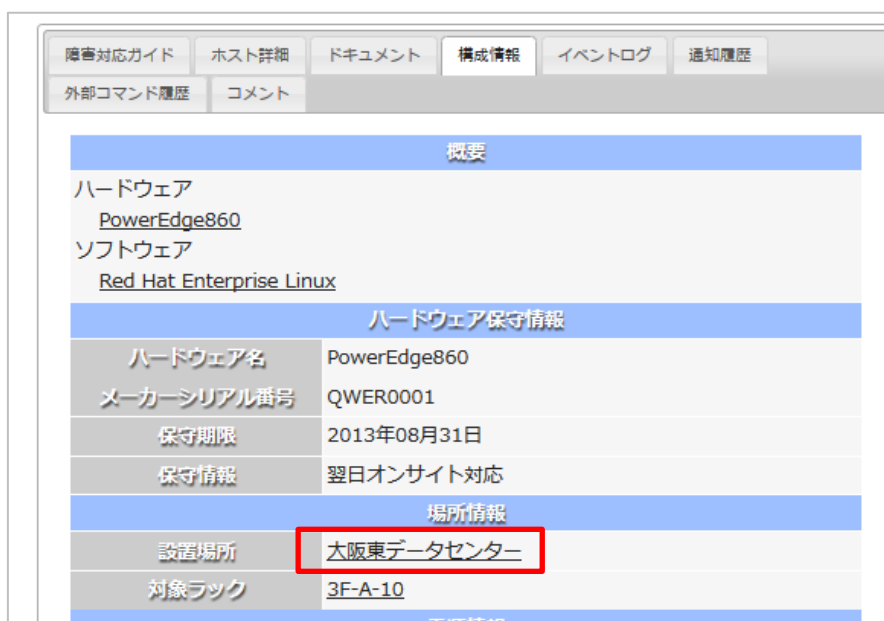 障害対応ガイド ホスト詳細 ドキュメント 構成情報 イベントログ 通知履歴
外部コマンド履歴 コメント
概要
ハードウェア
PowerEdge860
ソフトウェア
Red Hat Enterprise Linux
ハードウェア保守情報
ハードウェア名 PowerEdge860
メーカーシリアル番号 QWER0001
保守期限 2013年08月31日
保守情報 翌日オンサイト対応
場所情報
設置場所 大阪東データセンター
対象ラック 3F-A-10